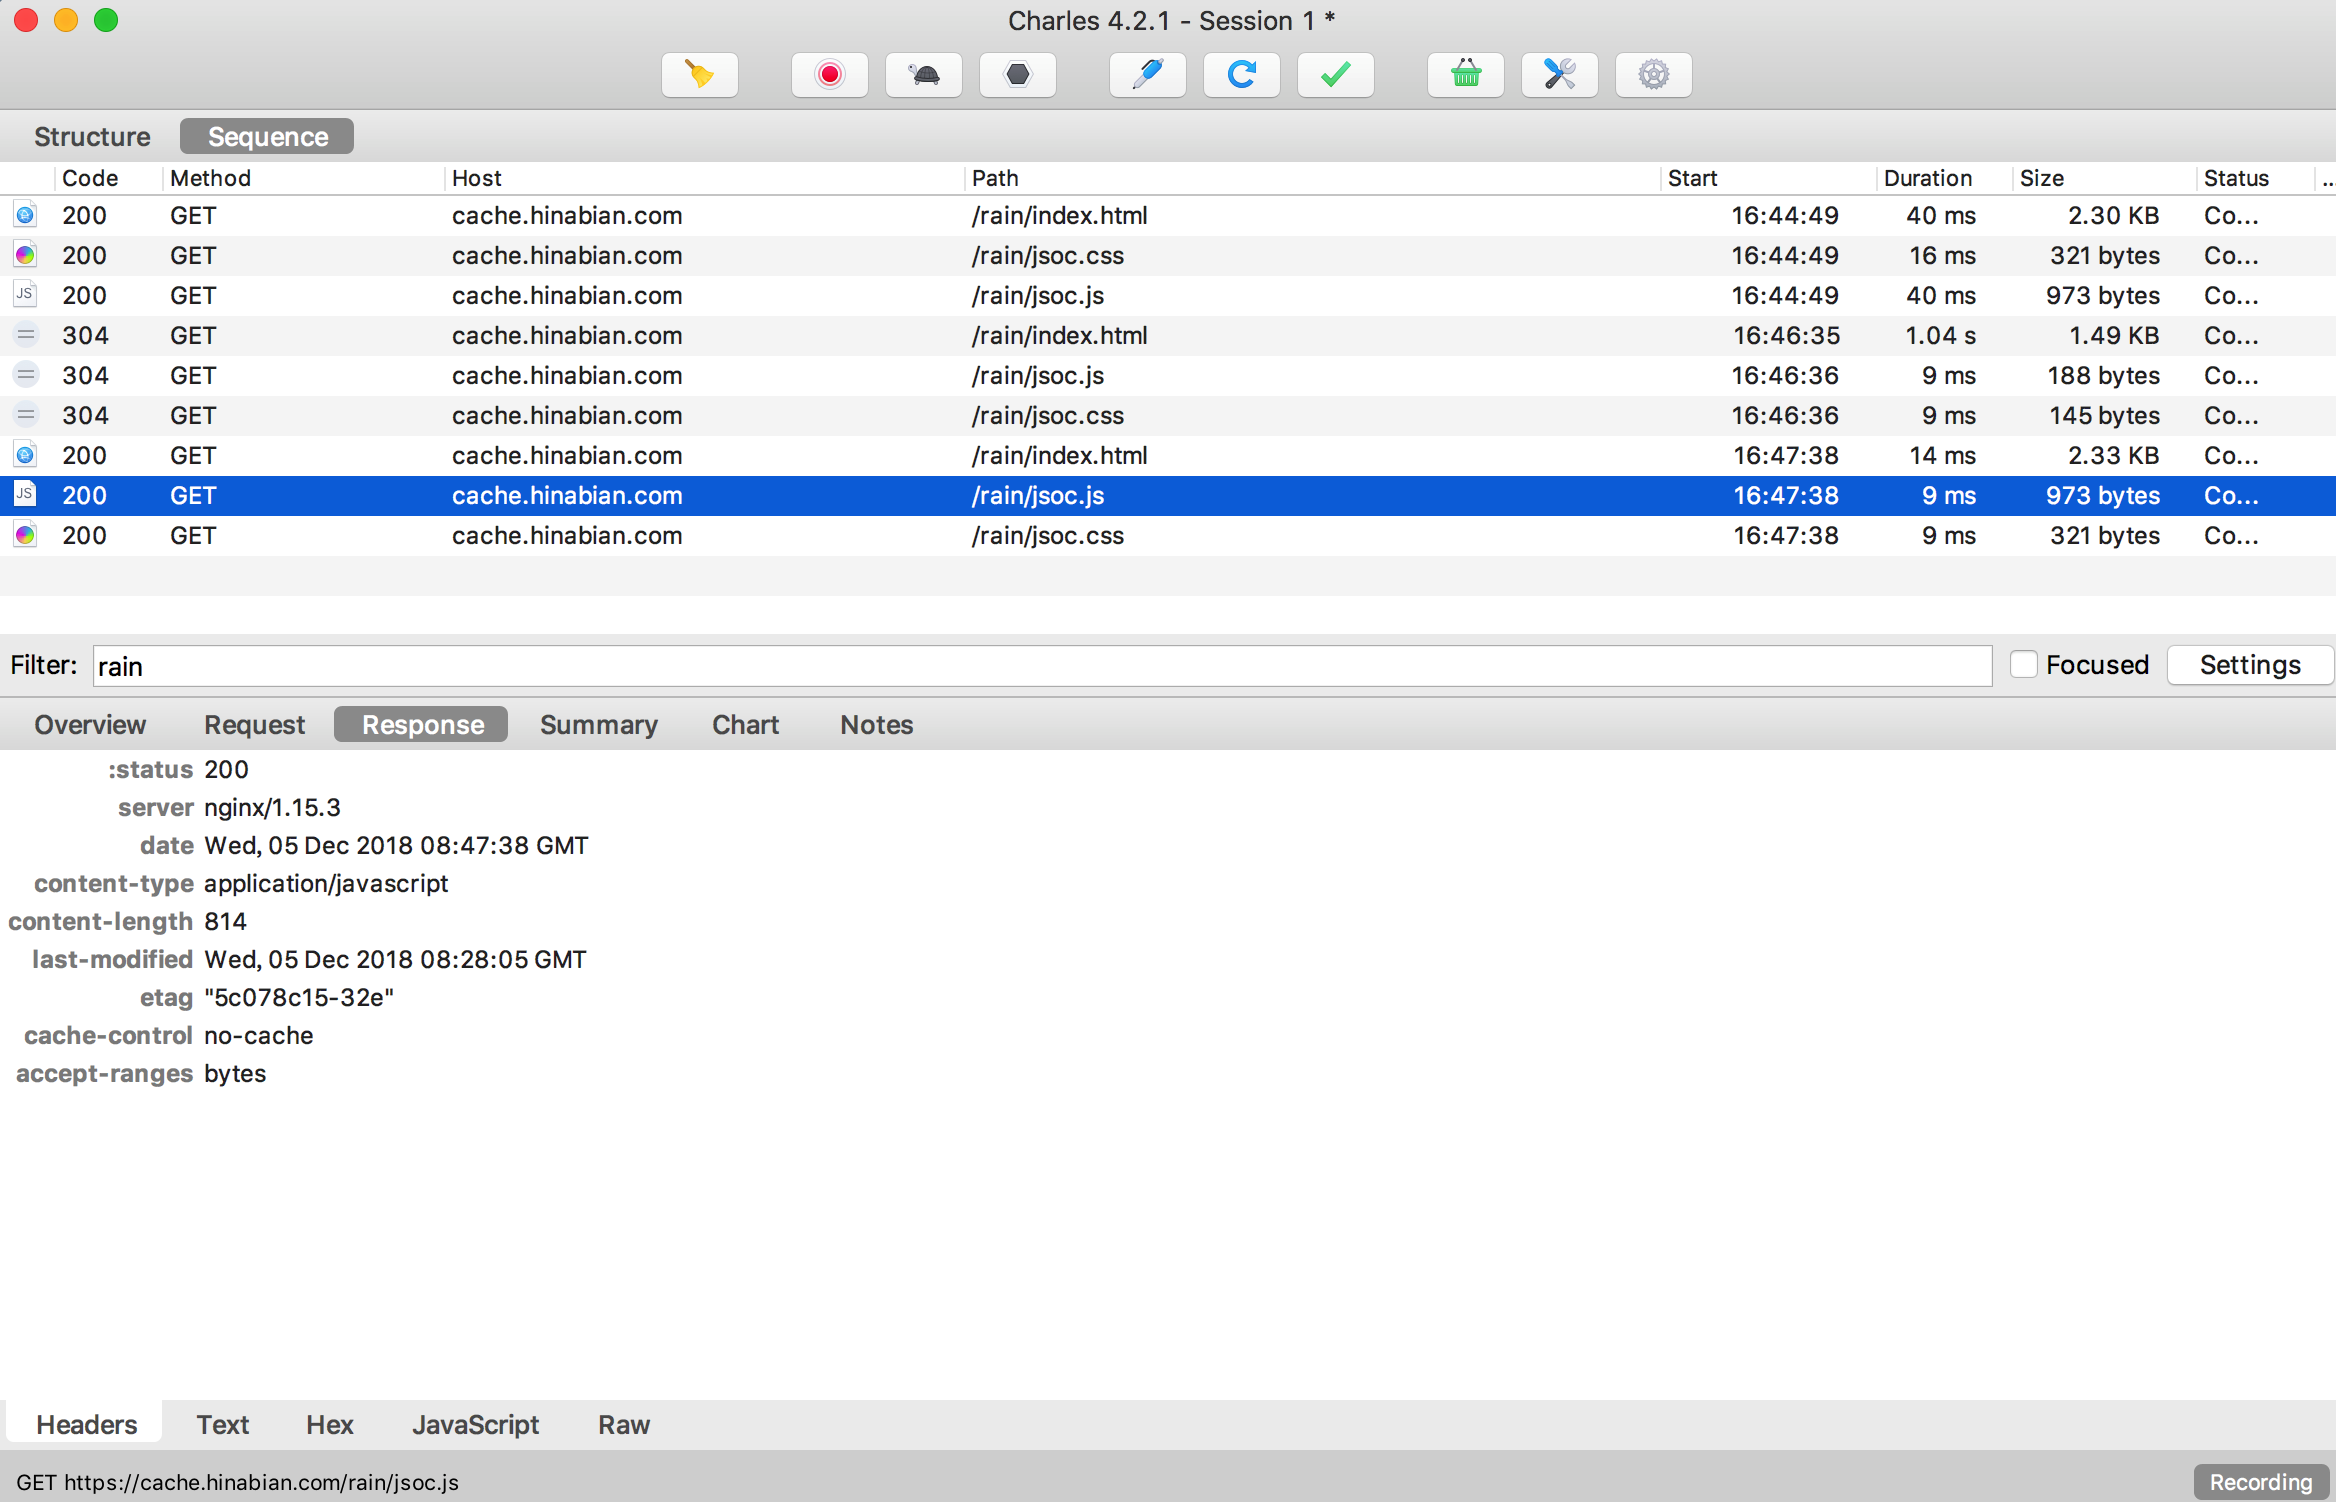 Charles 4.2.1 - Session 1 *
Structure Sequence
Code Method Host Path Start Duration Size Status ...
200 GET cache.hinabian.com /rain/index.html 16:44:49 40 ms 2.30 KB Co...
200 GET cache.hinabian.com /rain/jsoc.css 16:44:49 16 ms 321 bytes Co...
JS 200 GET cache.hinabian.com /rain/jsoc.js 16:44:49 40 ms 973 bytes Co...
304 GET cache.hinabian.com /rain/index.html 16:46:35 1.04 s 1.49 KB Co...
304 GET cache.hinabian.com /rain/jsoc.js 16:46:36 9 ms 188 bytes Co...
304 GET cache.hinabian.com /rain/jsoc.css 16:46:36 9 ms 145 bytes Co...
200 GET cache.hinabian.com /rain/index.html 16:47:38 14 ms 2.33 KB Co...
JS 200 GET cache.hinabian.com /rain/jsoc.js 16:47:38 9 ms 973 bytes Co...
200 GET cache.hinabian.com /rain/jsoc.css 16:47:38 9 ms 321 bytes Co...
Filter: rain Focused Settings
Overview Request Response Summary Chart Notes
:status 200
server nginx/1.15.3
date Wed, 05 Dec 2018 08:47:38 GMT
content-type application/javascript
content-length 814
last-modified Wed, 05 Dec 2018 08:28:05 GMT
etag "5c078c15-32e"
cache-control no-cache
accept-ranges bytes
Headers Text Hex JavaScript Raw
GET https://cache.hinabian.com/rain/jsoc.js Recording